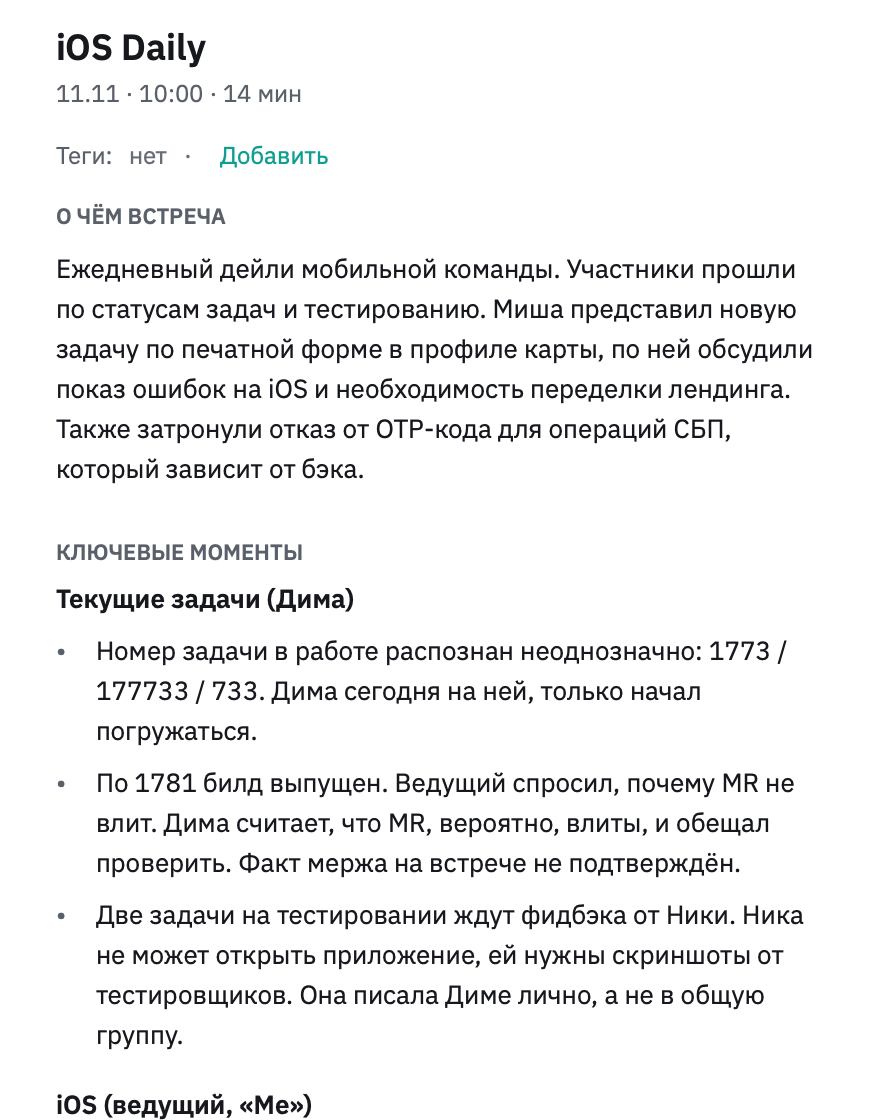 iOS Daily
11.11 · 10:00 · 14 мин
Теги: нет · Добавить
О ЧЁМ ВСТРЕЧА
Ежедневный дейли мобильной команды. Участники прошли
по статусам задач и тестированию. Миша представил новую
задачу по печатной форме в профиле карты, по ней обсудили
показ ошибок на iOS и необходимость переделки лендинга.
Также затронули отказ от OTP-кода для операций СБП,
который зависит от бэка.
КЛЮЧЕВЫЕ МОМЕНТЫ
Текущие задачи (Дима)
• Номер задачи в работе распознан неоднозначно: 1773 /
177733 / 733. Дима сегодня на ней, только начал
погружаться.
• По 1781 билд выпущен. Ведущий спросил, почему MR не
влит. Дима считает, что MR, вероятно, влиты, и обещал
проверить. Факт мержа на встрече не подтверждён.
• Две задачи на тестировании ждут фидбэка от Ники. Ника
не может открыть приложение, ей нужны скриншоты от
тестировщиков. Она писала Диме лично, а не в общую
группу.
iOS (ведущий, «Me»)